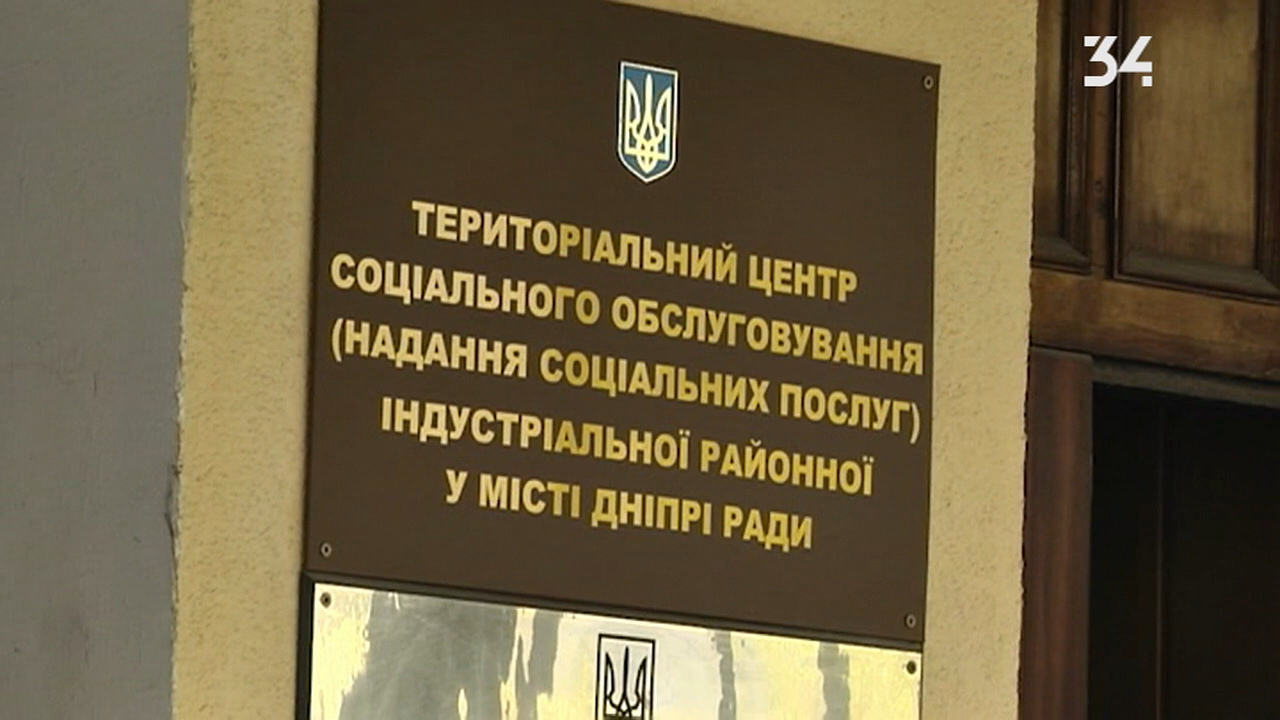 34
ТЕРИТОРІАЛЬНИЙ ЦЕНТР
СОЦІАЛЬНОГО ОБСЛУГОВУВАННЯ
(НАДАННЯ СОЦІАЛЬНИХ ПОСЛУГ)
ІНДУСТРІАЛЬНОЇ РАЙОННОЇ
У МІСТІ ДНІПРІ РАДИ